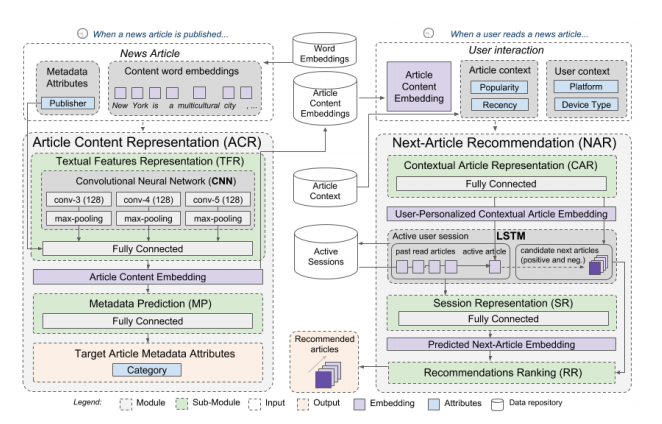 When a news article is published...
News Article
Metadata
Attributes
Publisher
Content word embeddings
New York is a multicultural city , ...
Article Content Representation (ACR)
Textual Features Representation (TFR)
Convolutional Neural Network (CNN)
conv-3 (128) conv-4 (128) conv-5 (128)
max-pooling max-pooling max-pooling
Fully Connected
Article Content Embedding
Metadata Prediction (MP)
Fully Connected
Target Article Metadata Attributes
Category
Word
Embeddings
Article
Content
Embeddings
Article
Context
Active
Sessions
Recommended
articles
When a user reads a news article...
User interaction
Article
Content
Embedding
Article context
Popularity
Recency
User context
Platform
Device Type
Next-Article Recommendation (NAR)
Contextual Article Representation (CAR)
Fully Connected
User-Personalized Contextual Article Embedding
Active user session
LSTM
past read articles active article
candidate next articles
(positive and neg.)
Session Representation (SR)
Fully Connected
Predicted Next-Article Embedding
Recommendations Ranking (RR)
Legend: Module Sub-Module Input Output Embedding Attributes Data repository